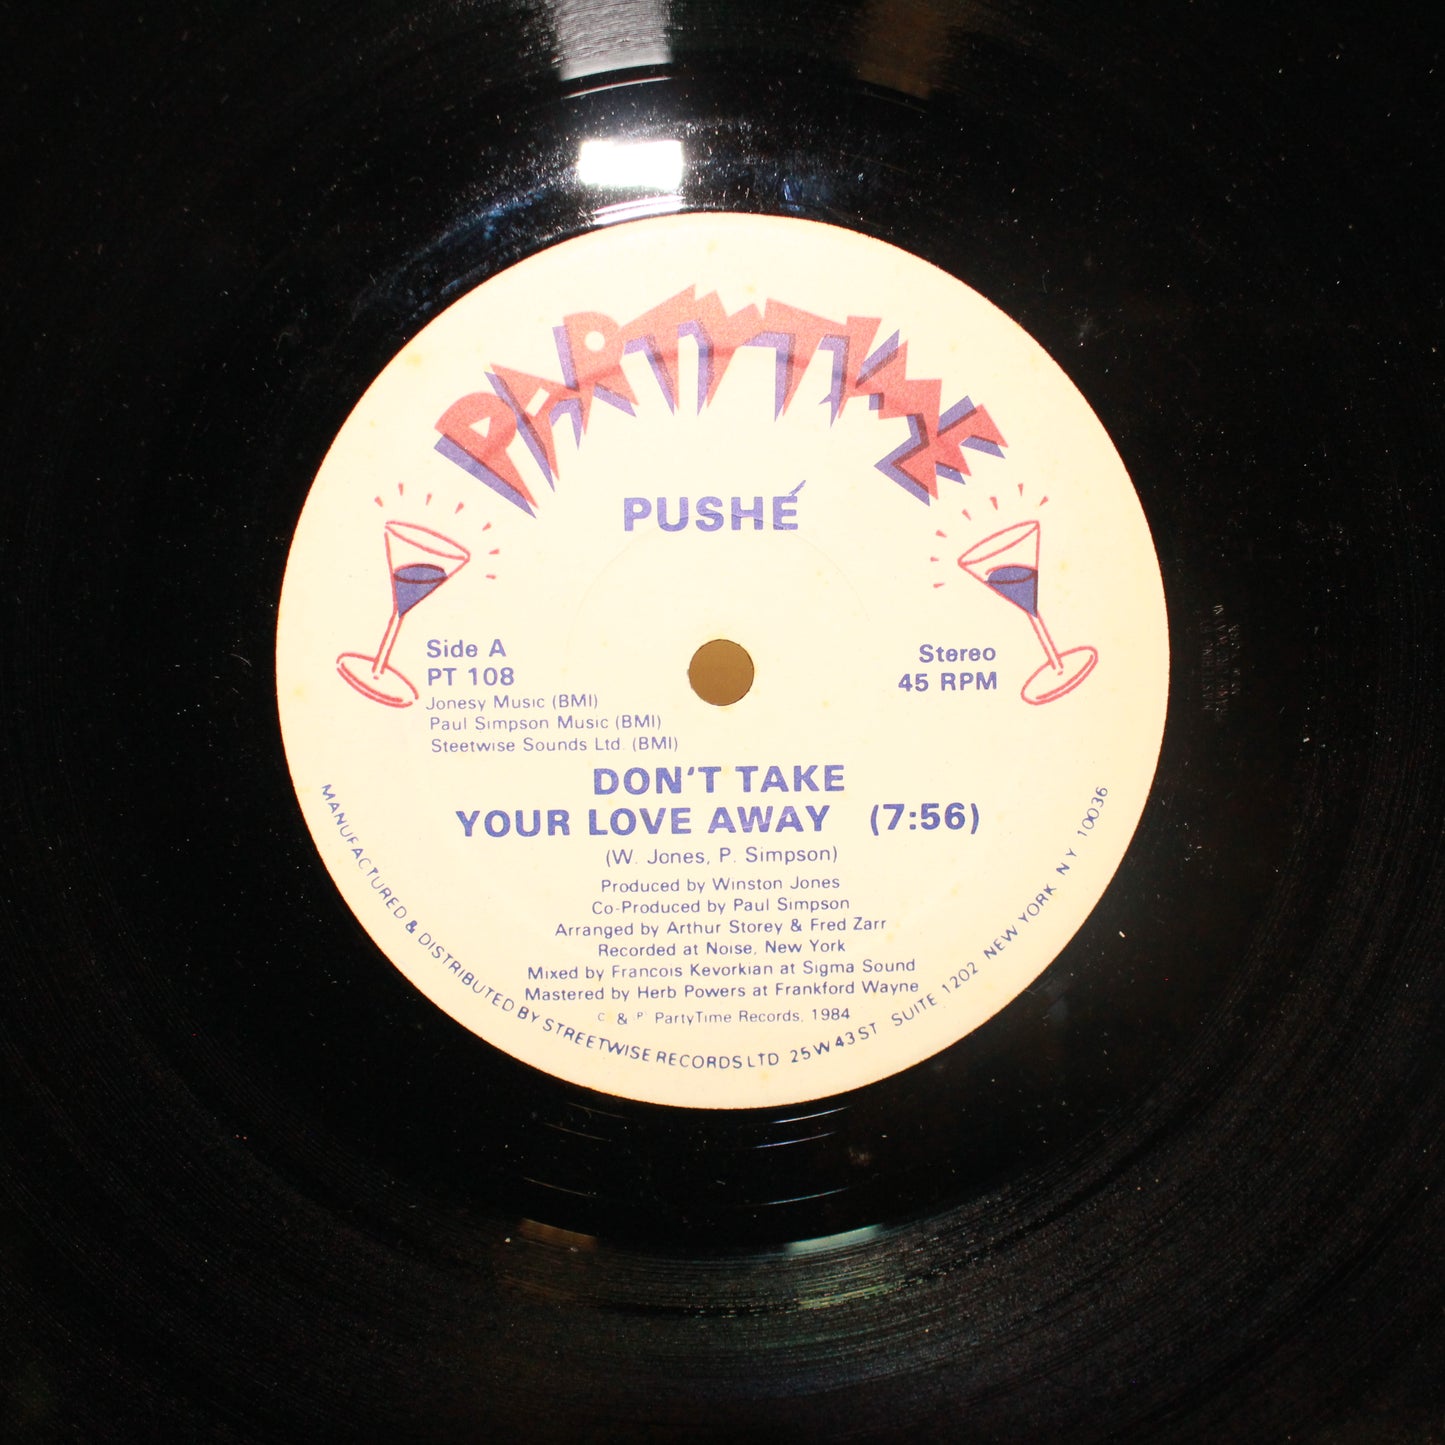 PARTYTIME
PUSHÉ
Side A
PT 108
Jonesy Music (BMI)
Paul Simpson Music (BMI)
Steetwise Sounds Ltd. (BMI)
Stereo
45 RPM
DON'T TAKE
YOUR LOVE AWAY (7:56)
(W. Jones, P. Simpson)
Produced by Winston Jones
Co-Produced by Paul Simpson
Arranged by Arthur Storey & Fred Zarr
Recorded at Noise, New York
Mixed by Francois Kevorkian at Sigma Sound
Mastered by Herb Powers at Frankford Wayne
C & P PartyTime Records, 1984
MANUFACTURED & DISTRIBUTED BY STREETWISE RECORDS LTD 25 W 43 ST SUITE 1202 NEW YORK N Y 10036